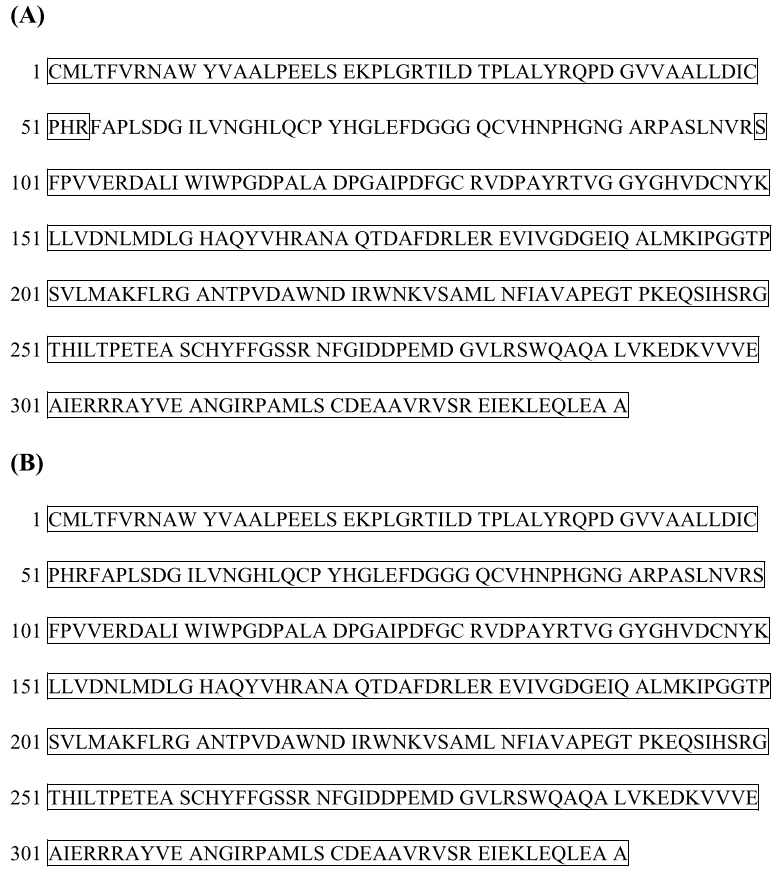 (A)
1 CMLTFVRNAW YVAALPEELS EKPLGRTILD TPLALYRQPD GVVAALLDIC
51 PHRFAPLSDG ILVNGHLQCP YHGLEFDGGG QCVHNPHGNG ARPASLNVRS
101 FPVVERDALI WIWPGDPALA DPGAIPDFGC RVDPAYRTVG GYGHVDCNYK
151 LLVDNLMDLG HAQYVHRANA QTDAFDRLER EVIVGDGEIQ ALMKIPGGTP
201 SVLMAKFLRG ANTPVDAWND IRWNKVSAML NFIAVAPEGT PKEQSIHSRG
251 THILTPETEA SCHYFFGSSR NFGIDDPEMD GVLRSWQAQA LVKEDKVVVE
301 AIERRRAYVE ANGIRPAMLS CDEAAVRVSR EIEKLEQLEA A
(B)
1 CMLTFVRNAW YVAALPEELS EKPLGRTILD TPLALYRQPD GVVAALLDIC
51 PHRFAPLSDG ILVNGHLQCP YHGLEFDGGG QCVHNPHGNG ARPASLNVRS
101 FPVVERDALI WIWPGDPALA DPGAIPDFGC RVDPAYRTVG GYGHVDCNYK
151 LLVDNLMDLG HAQYVHRANA QTDAFDRLER EVIVGDGEIQ ALMKIPGGTP
201 SVLMAKFLRG ANTPVDAWND IRWNKVSAML NFIAVAPEGT PKEQSIHSRG
251 THILTPETEA SCHYFFGSSR NFGIDDPEMD GVLRSWQAQA LVKEDKVVVE
301 AIERRRAYVE ANGIRPAMLS CDEAAVRVSR EIEKLEQLEA A